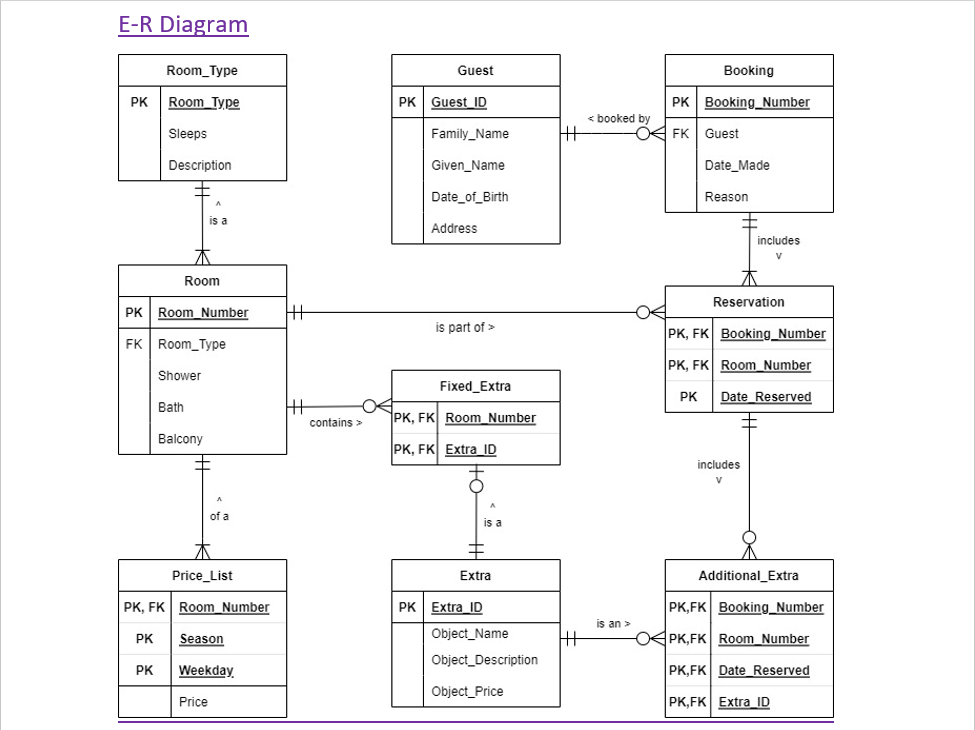 E-R Diagram
Room_Type
PK Room_Type
Sleeps
Description
Guest
PK Guest_ID
Family_Name
Given_Name
Date_of_Birth
Address
< booked by
Booking
PK Booking_Number
FK Guest
Date_Made
Reason
^
is a
includes
v
Room
PK Room_Number
FK Room_Type
Shower
Bath
Balcony
is part of >
Reservation
PK, FK Booking_Number
PK, FK Room_Number
PK Date_Reserved
contains >
Fixed_Extra
PK, FK Room_Number
PK, FK Extra_ID
^
of a
^
is a
includes
v
Price_List
PK, FK Room_Number
PK Season
PK Weekday
Price
Extra
PK Extra_ID
Object_Name
Object_Description
Object_Price
is an >
Additional_Extra
PK,FK Booking_Number
PK,FK Room_Number
PK,FK Date_Reserved
PK,FK Extra_ID